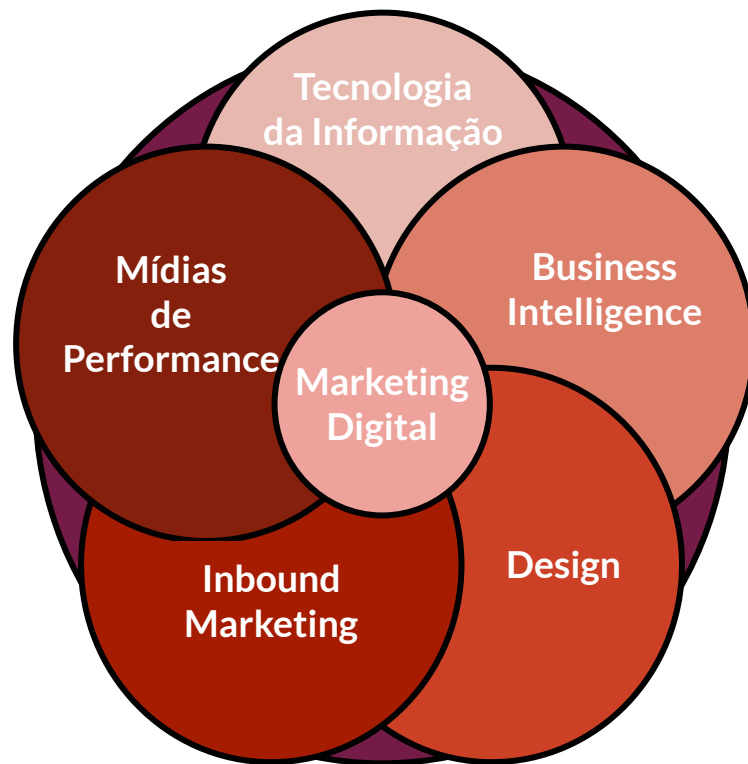 Tecnologia
da Informação
Mídias
de
Performance
Business
Intelligence
Marketing
Digital
Inbound
Marketing
Design